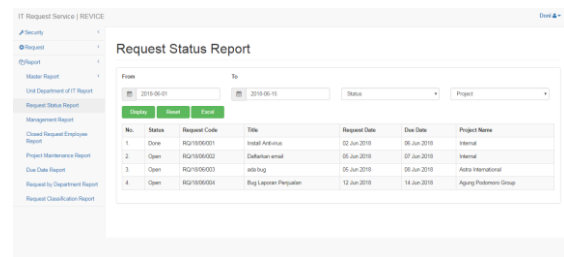 IT Request Service | REVICE
Doni
Security
Request
Report
Master Report
Unit Department of IT Report
Request Status Report
Management Report
Closed Request Employee
Report
Project Maintenance Report
Due Date Report
Request by Department Report
Request Classification Report
Request Status Report
From To
2018-06-01 2018-06-15 Status Project
Display Reset Excel
No. Status Request Code Title Request Date Due Date Project Name
1. Done RQ/18/06/001 Install Antivirus 02 Jun 2018 06 Jun 2018 Internal
2. Open RQ/18/06/002 Daftarkan email 05 Jun 2018 07 Jun 2018 Internal
3. Open RQ/18/06/003 ada bug 05 Jun 2018 08 Jun 2018 Astra International
4. Open RQ/18/06/004 Bug Laporan Penjualan 12 Jun 2018 14 Jun 2018 Agung Podomoro Group